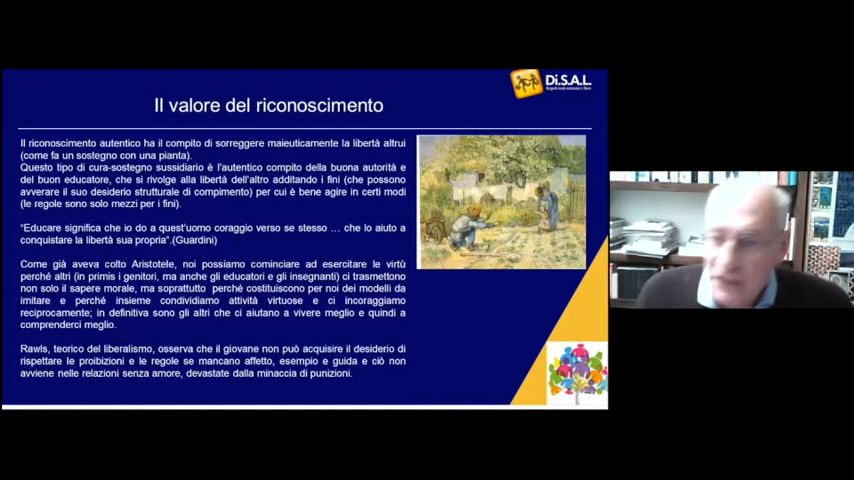 Di.S.A.L.
Il valore del riconoscimento
Il riconoscimento autentico ha il compito di sorreggere maieuticamente la libertà altrui
(come fa un sostegno con una pianta).
Questo tipo di cura-sostegno sussidiario è l'autentico compito della buona autorità e
del buon educatore, che si rivolge alla libertà dell'altro additando i fini (che possono
avverare il suo desiderio strutturale di compimento) per cui è bene agire in certi modi
(le regole sono solo mezzi per i fini).
“Educare significa che io do a quest'uomo coraggio verso se stesso … che lo aiuto a
conquistare la libertà sua propria”.(Guardini)
Come già aveva colto Aristotele, noi possiamo cominciare ad esercitare le virtù
perché altri (in primis i genitori, ma anche gli educatori e gli insegnanti) ci trasmettono
non solo il sapere morale, ma soprattutto perché costituiscono per noi dei modelli da
imitare e perché insieme condividiamo attività virtuose e ci incoraggiamo
reciprocamente; in definitiva sono gli altri che ci aiutano a vivere meglio e quindi a
comprenderci meglio.
Rawls, teorico del liberalismo, osserva che il giovane non può acquisire il desiderio di
rispettare le proibizioni e le regole se mancano affetto, esempio e guida e ciò non
avviene nelle relazioni senza amore, devastate dalla minaccia di punizioni.